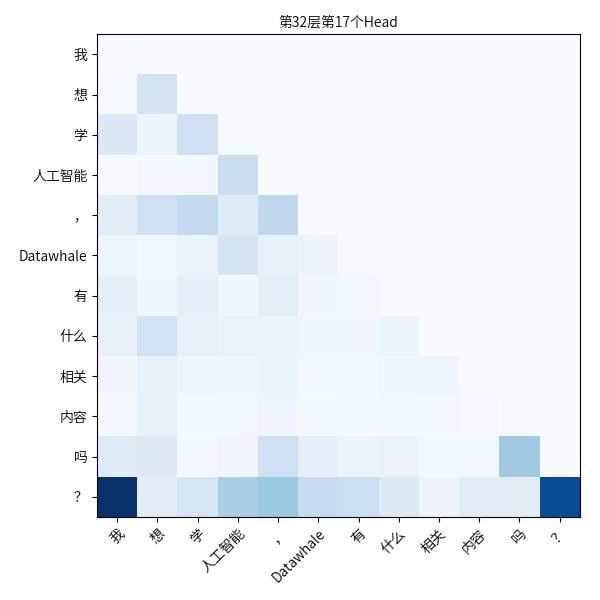 第32层第17个Head
我
想
学
人工智能
，
Datawhale
有
什么
相关
内容
吗
？
我
想
学
人工智能
，
Datawhale
有
什么
相关
内容
吗
？